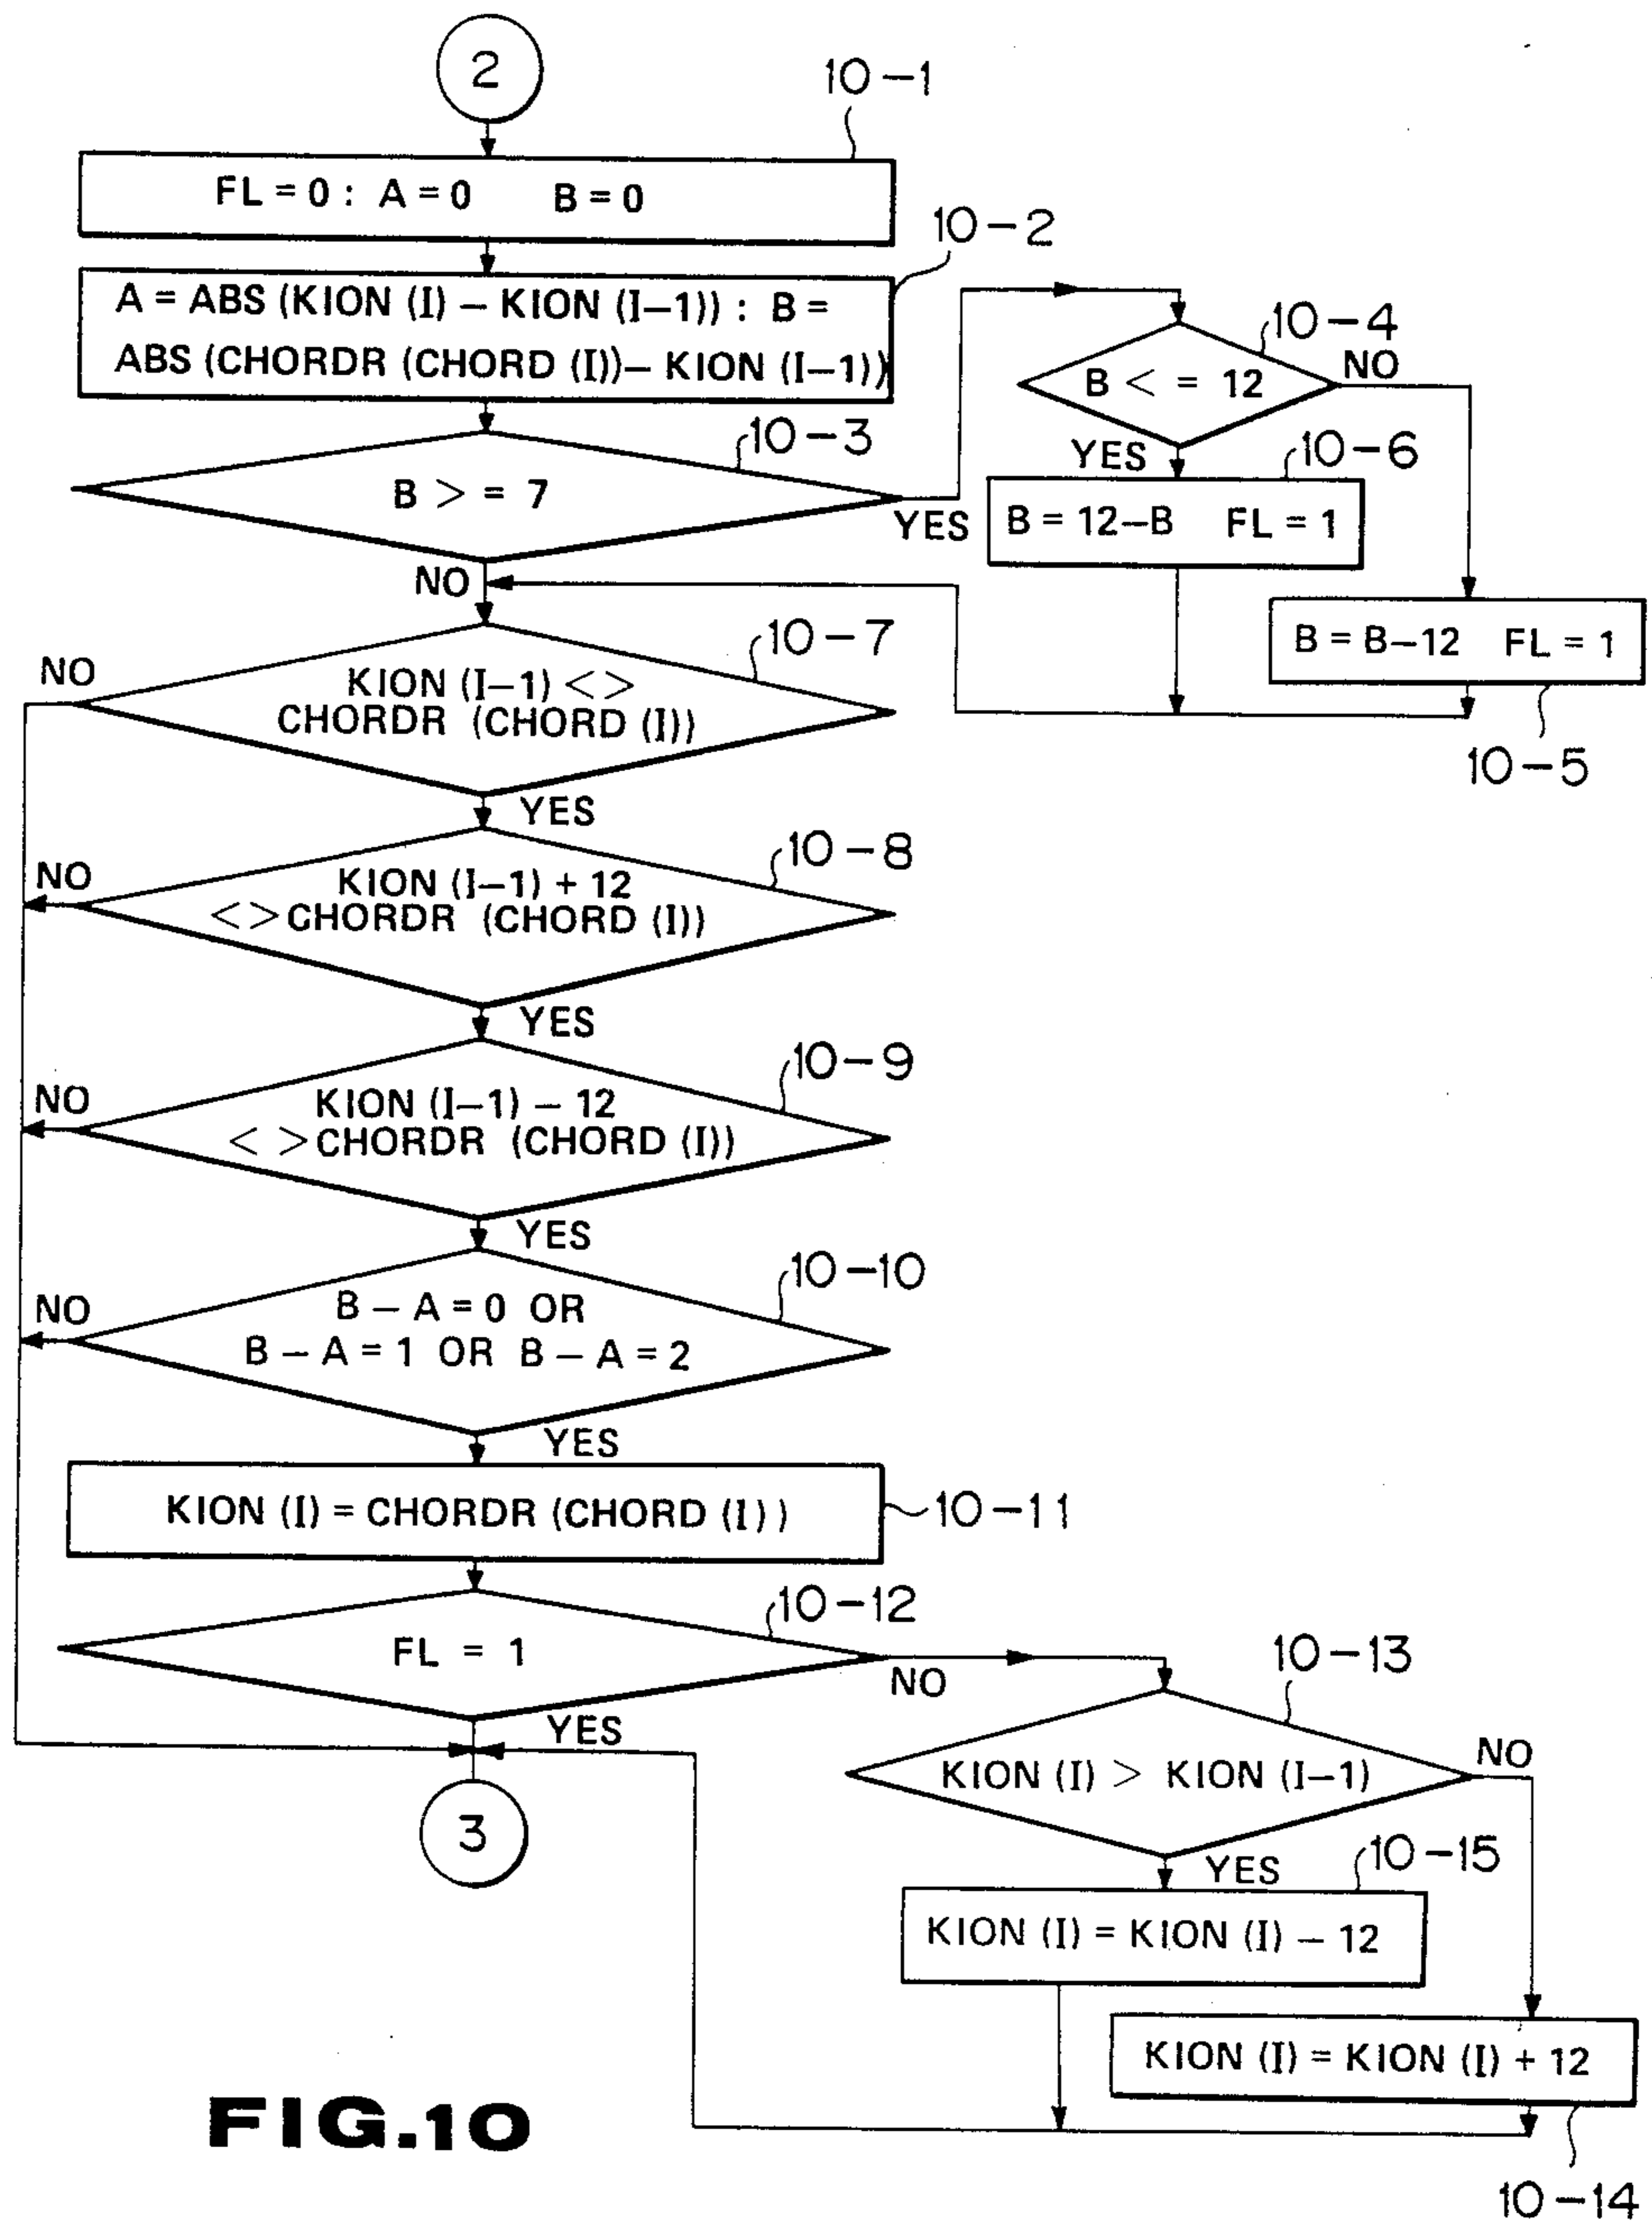 2
10-1
FL = 0 : A = 0 B = 0
10-2
A = ABS (KION (I) – KION (I–1)) : B =
ABS (CHORDR (CHORD (I)) – KION (I–1))
10-3
B > = 7
YES
NO
10-4
B < = 12
NO
YES
10-6
B = 12–B FL = 1
B = B–12 FL = 1
10-5
10-7
NO
KION (I–1) < >
CHORDR (CHORD (I))
YES
10-8
NO
KION (I–1) + 12
< > CHORDR (CHORD (I))
YES
10-9
NO
KION (I–1) – 12
< > CHORDR (CHORD (I))
YES
10-10
NO
B – A = 0 OR
B – A = 1 OR B – A = 2
YES
KION (I) = CHORDR (CHORD (I))
10-11
10-12
FL = 1
NO
YES
3
10-13
KION (I) > KION (I–1)
NO
YES
10-15
KION (I) = KION (I) – 12
KION (I) = KION (I) + 12
10-14
FIG.10